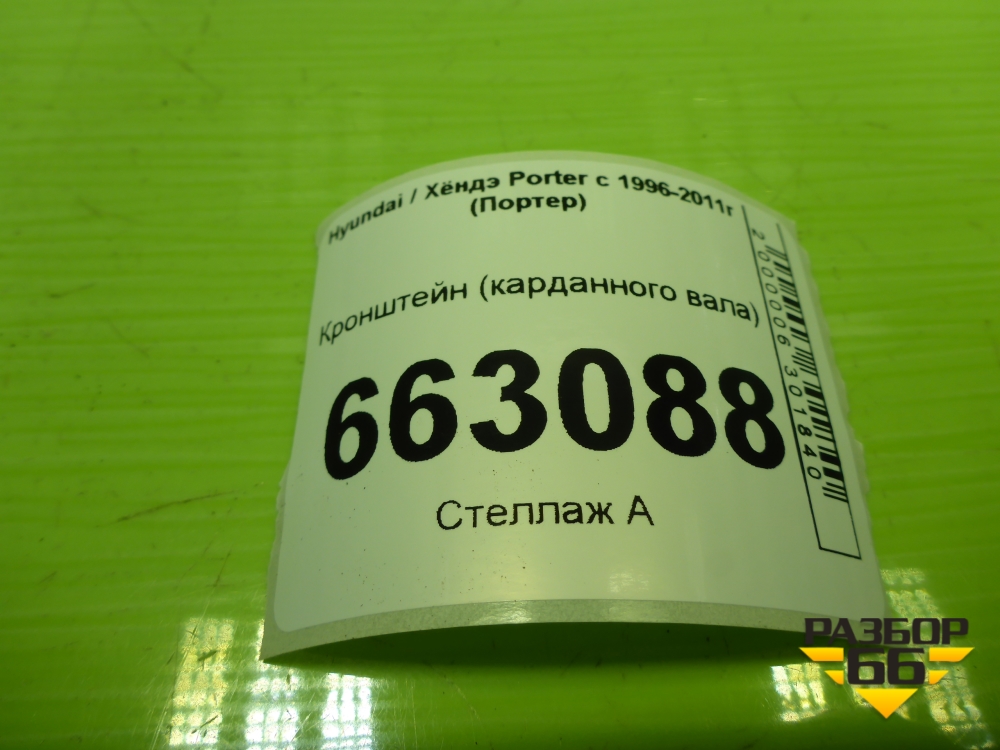 Hyundai / Хёндэ Porter с 1996-2011г
(Портер)
Кронштейн (карданного вала)
663088
Стеллаж А
2000006301840
РАЗБОР
66